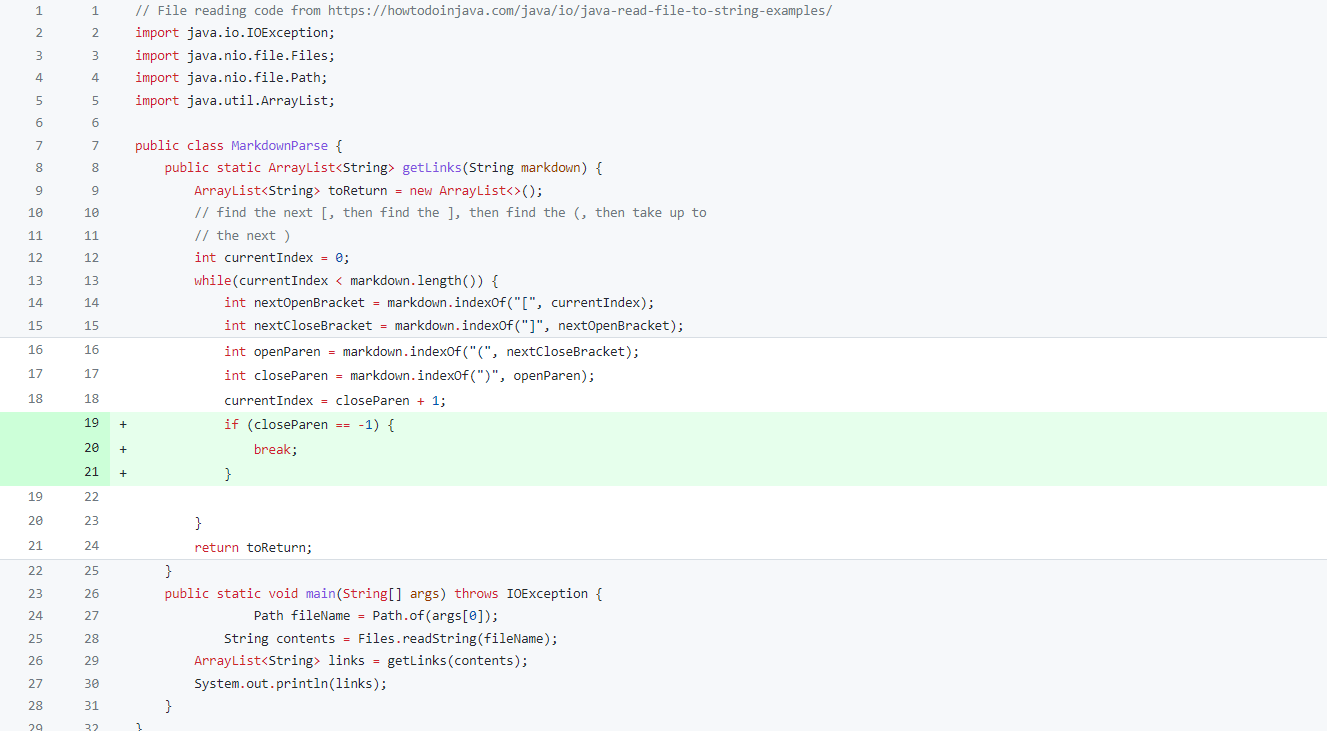 1 1 // File reading code from https://howtodoinjava.com/java/io/java-read-file-to-string-examples/
2 2 import java.io.IOException;
3 3 import java.nio.file.Files;
4 4 import java.nio.file.Path;
5 5 import java.util.ArrayList;
6 6
7 7 public class MarkdownParse {
8 8 public static ArrayList<String> getLinks(String markdown) {
9 9 ArrayList<String> toReturn = new ArrayList<>();
10 10 // find the next [, then find the ], then find the (, then take up to
11 11 // the next )
12 12 int currentIndex = 0;
13 13 while(currentIndex < markdown.length()) {
14 14 int nextOpenBracket = markdown.indexOf("[", currentIndex);
15 15 int nextCloseBracket = markdown.indexOf("]", nextOpenBracket);
16 16 int openParen = markdown.indexOf("(", nextCloseBracket);
17 17 int closeParen = markdown.indexOf(")", openParen);
18 18 currentIndex = closeParen + 1;
19 + if (closeParen == -1) {
20 + break;
21 + }
19 22
20 23 }
21 24 return toReturn;
22 25 }
23 26 public static void main(String[] args) throws IOException {
24 27 Path fileName = Path.of(args[0]);
25 28 String contents = Files.readString(fileName);
26 29 ArrayList<String> links = getLinks(contents);
27 30 System.out.println(links);
28 31 }
29 32 }